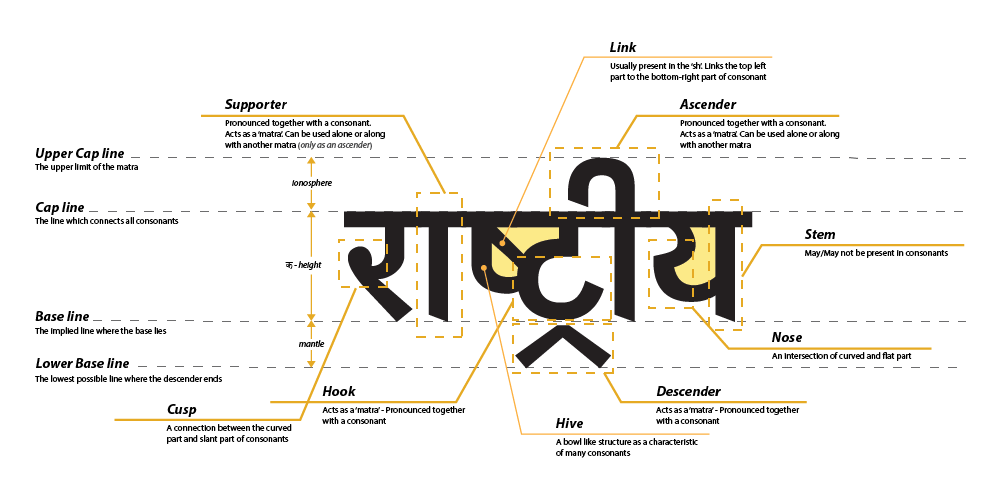 Link
Usually present in the ‘sh’. Links the top left
part to the bottom-right part of consonant
Supporter
Pronounced together with a consonant.
Acts as a ‘matra’. Can be used alone or along
with another matra (only as an ascender)
Ascender
Pronounced together with a consonant.
Acts as a ‘matra’. Can be used alone or along
with another matra
Upper Cap line
The upper limit of the matra
ionosphere
Cap line
The line which connects all consonants
राष्ट्रीय
Stem
May/May not be present in consonants
क - height
Base line
The implied line where the base lies
mantle
Nose
An intersection of curved and flat part
Lower Base line
The lowest possible line where the descender ends
Hook
Acts as a ‘matra’ - Pronounced together
with a consonant
Descender
Acts as a ‘matra’ - Pronounced together
with a consonant
Cusp
A connection between the curved
part and slant part of consonants
Hive
A bowl like structure as a characteristic
of many consonants